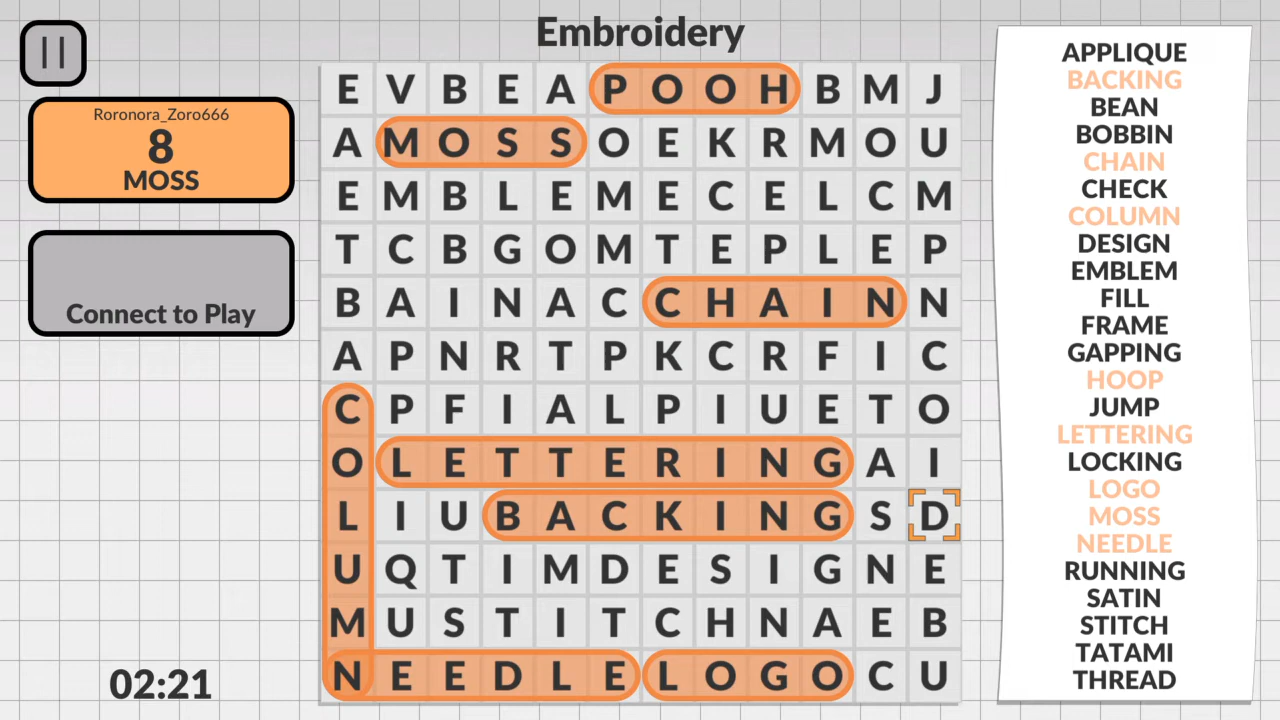 Embroidery
Roronora_Zoro666
8
MOSS
Connect to Play
02:21
E V B E A P O O H B M J
A M O S S O E K R M O U
E M B L E M E C E L C M
T C B G O M T E P L E P
B A I N A C C H A I N N
A P N R T P K C R F I C
C P F I A L P I U E T O
O L E T T E R I N G A I
L I U B A C K I N G S D
U Q T I M D E S I G N E
M U S T I T C H N A E B
N E E D L E L O G O C U
APPLIQUE
BACKING
BEAN
BOBBIN
CHAIN
CHECK
COLUMN
DESIGN
EMBLEM
FILL
FRAME
GAPPING
HOOP
JUMP
LETTERING
LOCKING
LOGO
MOSS
NEEDLE
RUNNING
SATIN
STITCH
TATAMI
THREAD